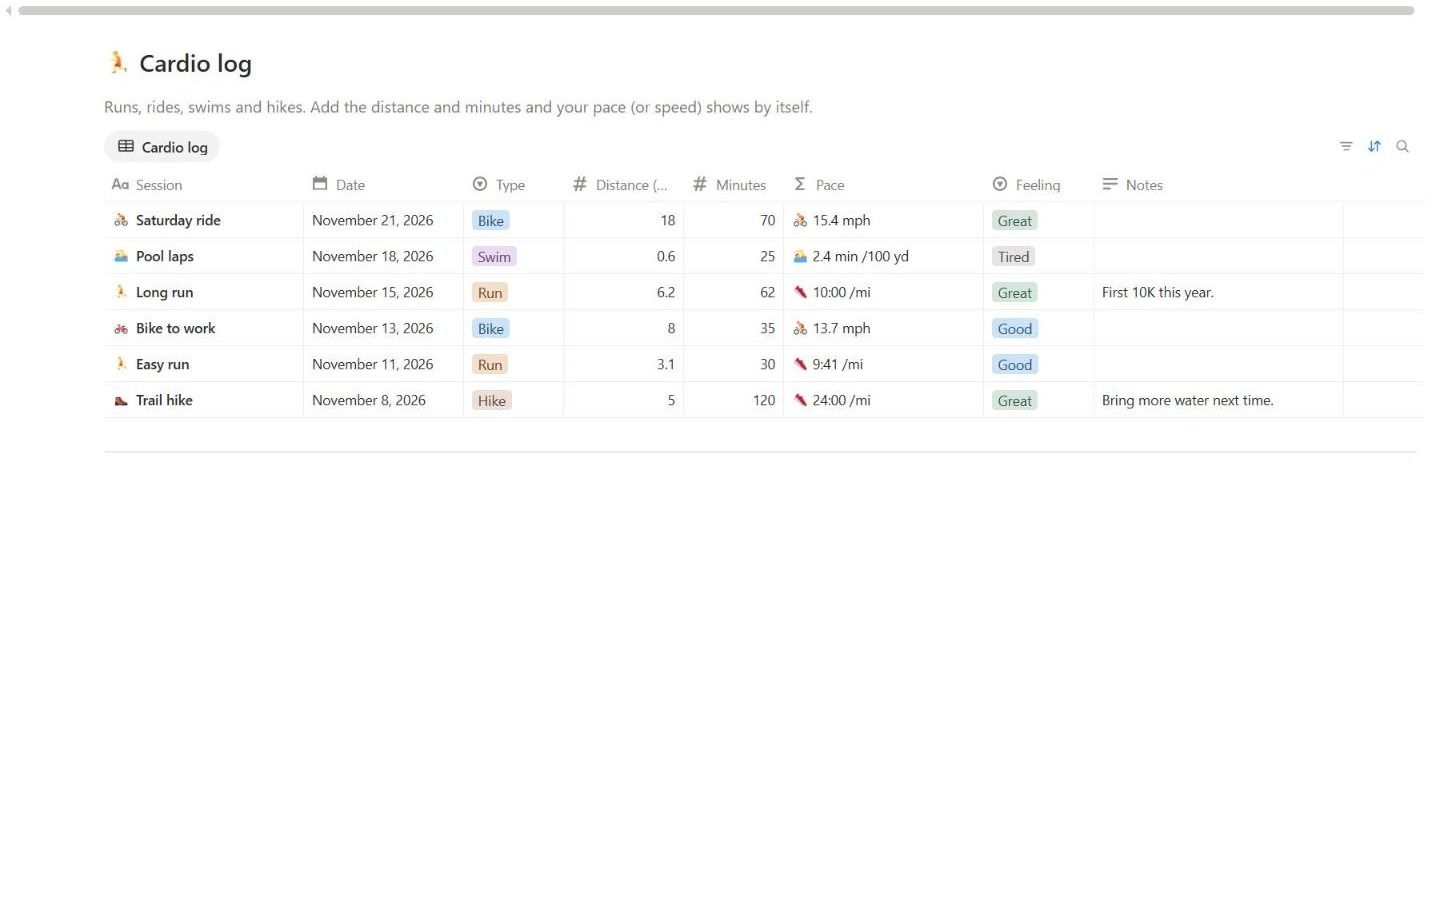 Cardio log
Runs, rides, swims and hikes. Add the distance and minutes and your pace (or speed) shows by itself.
Cardio log
Aa Session Date Type # Distance (... # Minutes Σ Pace Feeling Notes
Saturday ride November 21, 2026 Bike 18 70 15.4 mph Great
Pool laps November 18, 2026 Swim 0.6 25 2.4 min /100 yd Tired
Long run November 15, 2026 Run 6.2 62 10:00 /mi Great First 10K this year.
Bike to work November 13, 2026 Bike 8 35 13.7 mph Good
Easy run November 11, 2026 Run 3.1 30 9:41 /mi Good
Trail hike November 8, 2026 Hike 5 120 24:00 /mi Great Bring more water next time.